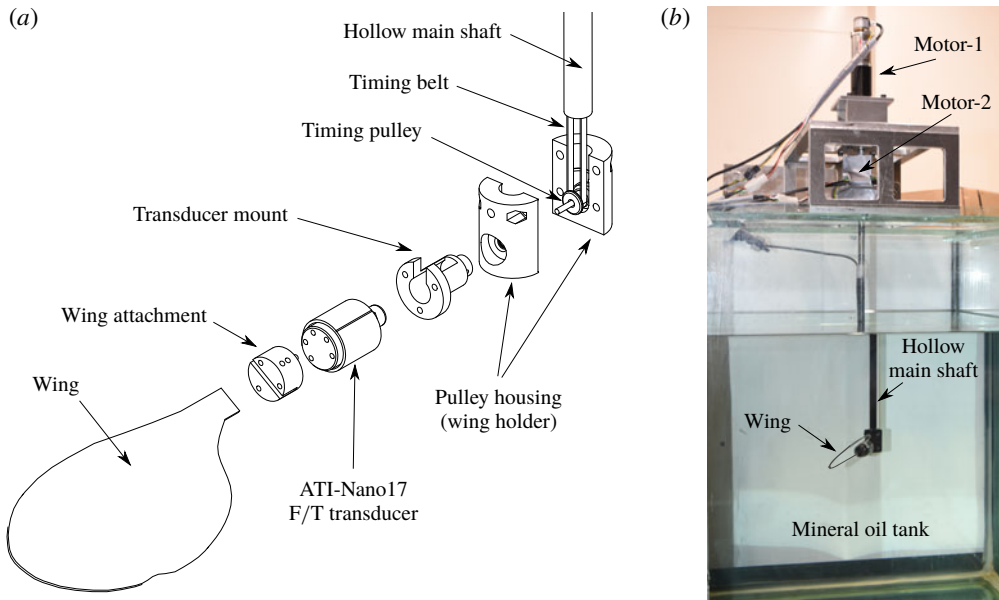 (a)
Hollow main shaft
Timing belt
Timing pulley
Transducer mount
Wing attachment
Wing
Pulley housing
(wing holder)
ATI-Nano17
F/T transducer
(b)
Motor-1
Motor-2
Hollow
main shaft
Wing
Mineral oil tank